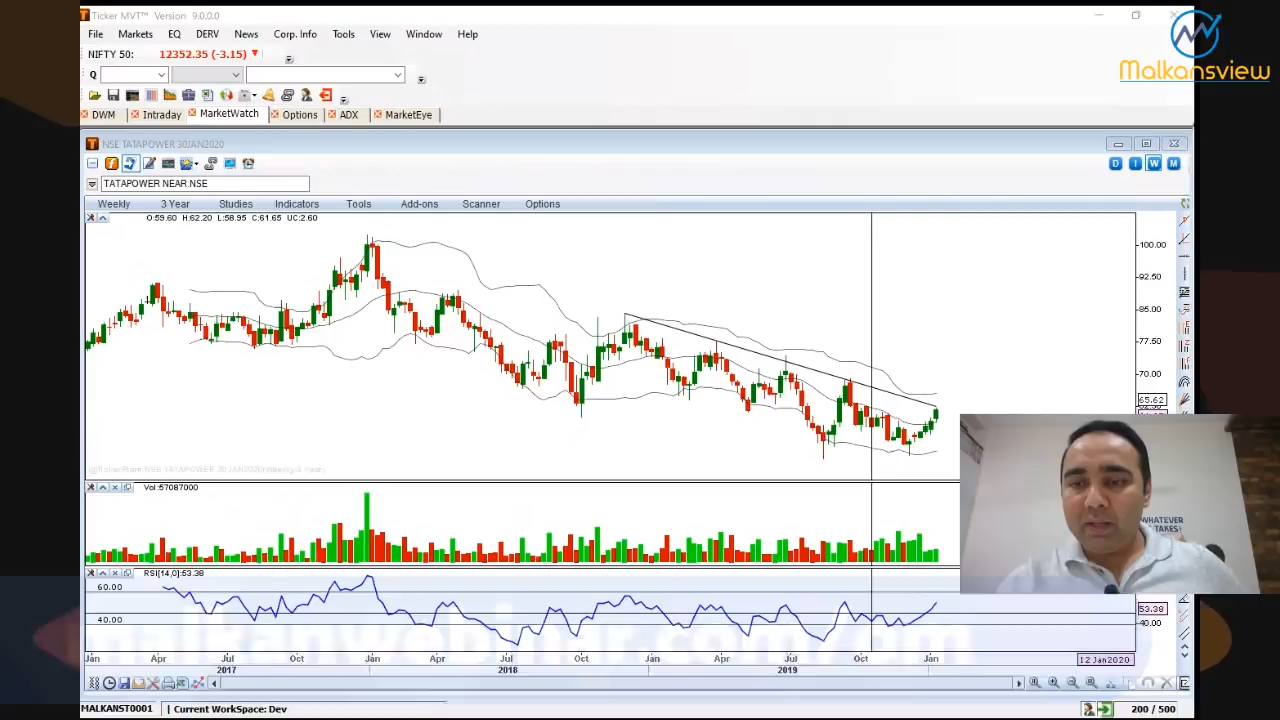 Ticker MVT™ Version 9.0.0.0
File Markets EQ DERV News Corp. Info Tools View Window Help
Malkansview
NIFTY 50: 12352.35 (-3.15)
Q
DWM Intraday MarketWatch Options ADX MarketEye
NSE TATAPOWER 30JAN2020
D I W M
TATAPOWER NEAR.NSE
Weekly 3 Year Studies Indicators Tools Add-ons Scanner Options
O:59.60 H:62.20 L:58.95 C:61.65 UC:2.60
100.00
92.50
85.00
77.50
70.00
65.62
Vol:57087000
WHATEVER
TAKES
RSI[14,0]:53.38
60.00
53.38
40.00 40.00
Jan Apr Jul Oct Jan Apr Jul Oct Jan Apr Jul Oct Jan 12 Jan2020
2017 2018 2019
MALKANST0001 Current WorkSpace: Dev 200 / 500